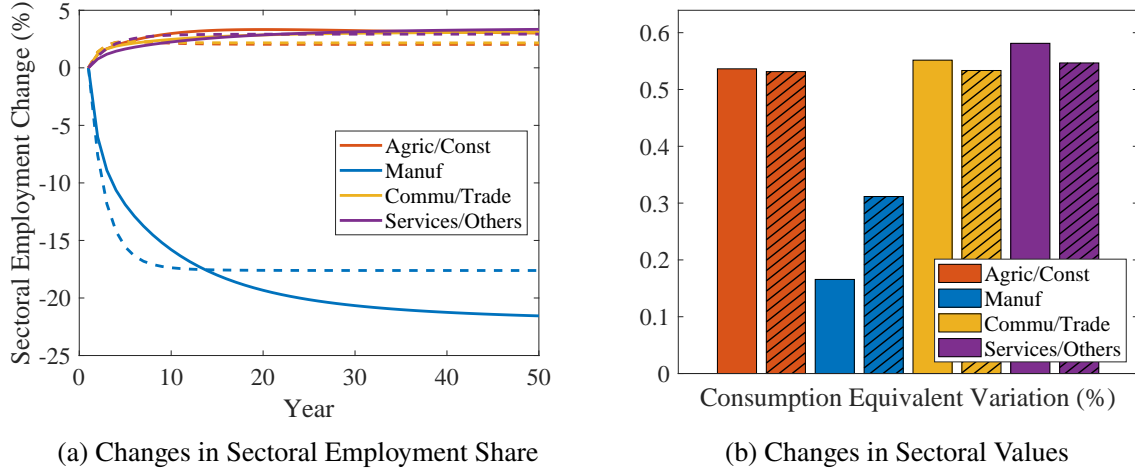 Sectoral Employment Change (%)
5
0
-5
-10
-15
-20
-25
0
10
20
30
40
50
Year
Agric/Const
Manuf
Commu/Trade
Services/Others
(a) Changes in Sectoral Employment Share
0.6
0.5
0.4
0.3
0.2
0.1
0
Agric/Const
Manuf
Commu/Trade
Services/Others
Consumption Equivalent Variation (%)
(b) Changes in Sectoral Values